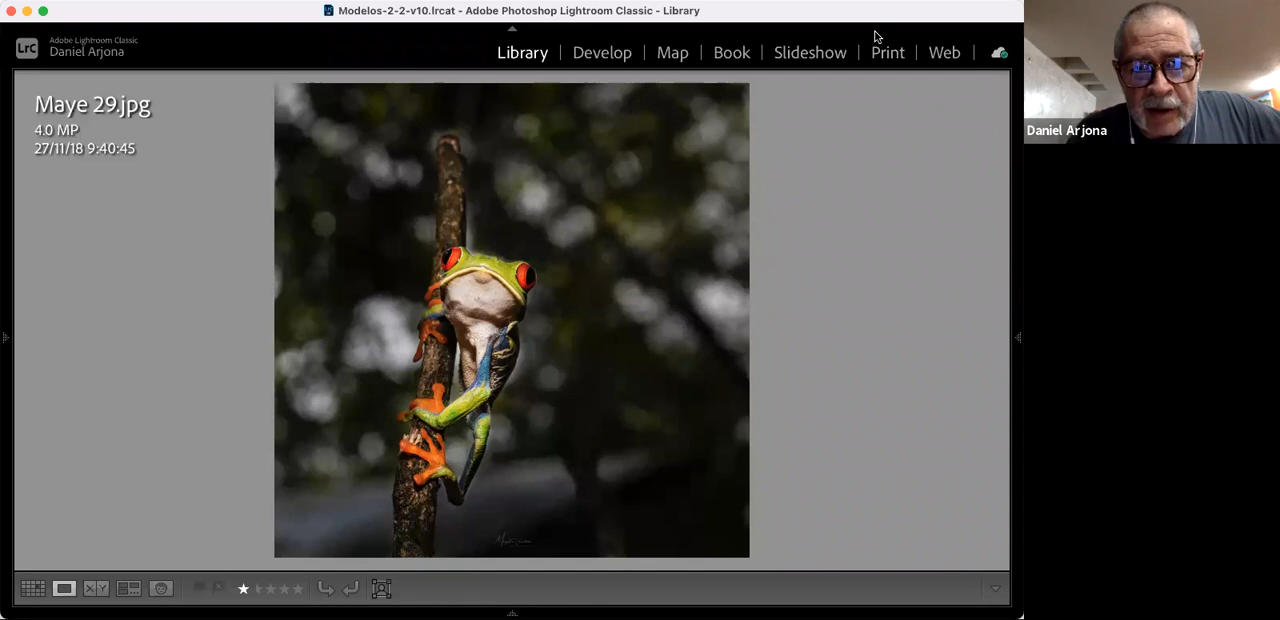 Modelos-2-2-v10.lrcat - Adobe Photoshop Lightroom Classic - Library
LrC
Adobe Lightroom Classic
Daniel Arjona
Library | Develop | Map | Book | Slideshow | Print | Web |
Maye 29.jpg
4.0 MP
27/11/18 9:40:45
Daniel Arjona
X Y